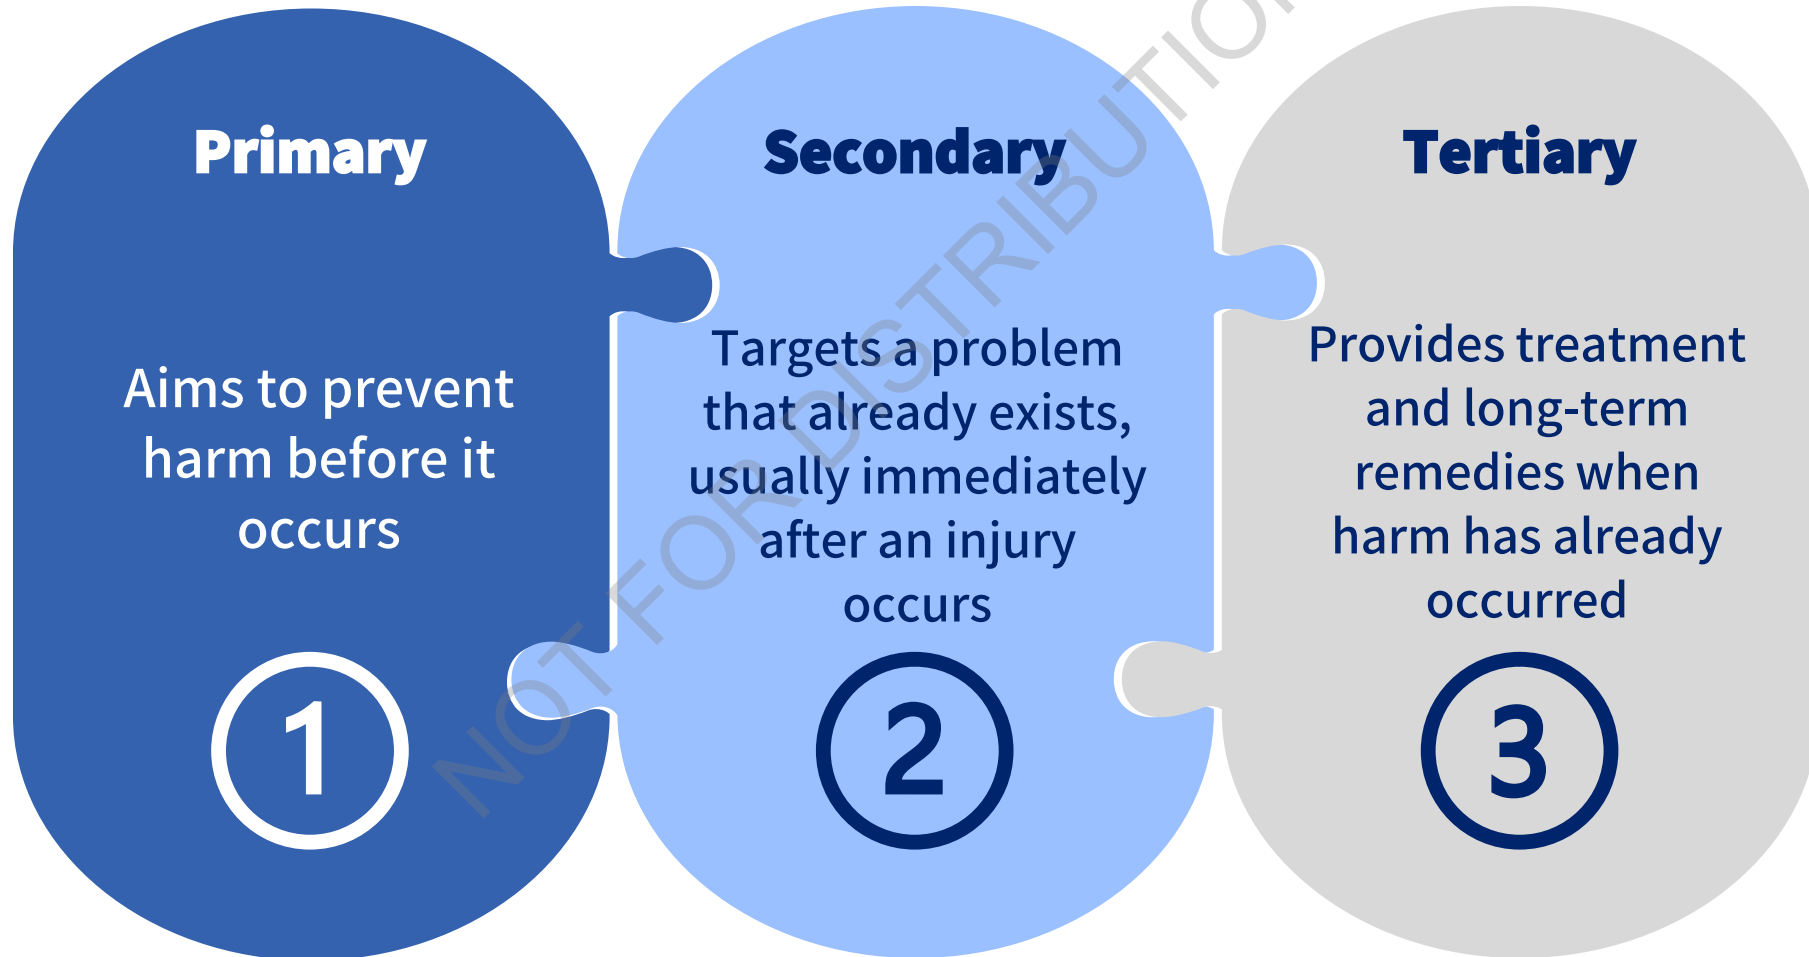 Primary
Aims to prevent
harm before it
occurs
1
Secondary
Targets a problem
that already exists,
usually immediately
after an injury
occurs
2
Tertiary
Provides treatment
and long-term
remedies when
harm has already
occurred
3
NOT FOR DISTRIBUTION